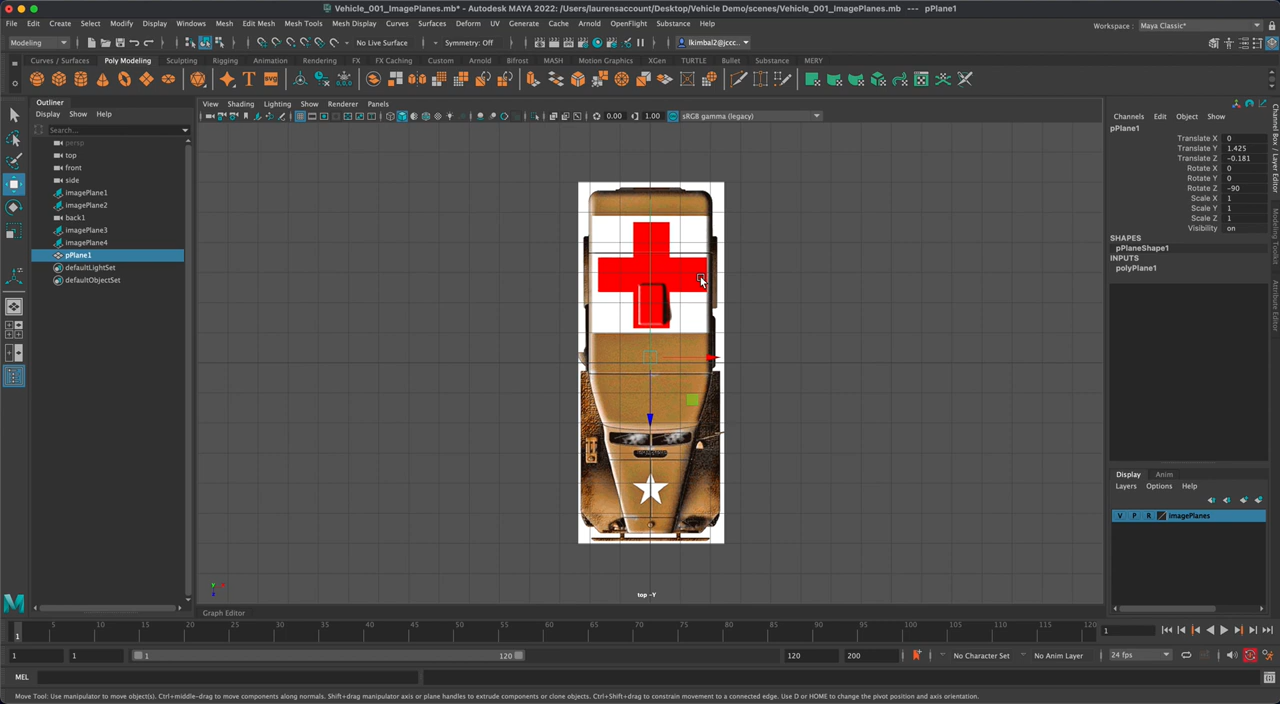 Vehicle_001_ImagePlanes.mb* - Autodesk MAYA 2022: /Users/laurensaccount/Desktop/Vehicle Demo/scenes/Vehicle_001_ImagePlanes.mb --- pPlane1
File Edit Create Select Modify Display Windows Mesh Edit Mesh Mesh Tools Mesh Display Curves Surfaces Deform UV Generate Cache Arnold OpenFlight Substance Help
Workspace : Maya Classic*
Modeling No Live Surface Symmetry: Off lkimbal2@jccc...
Curves / Surfaces Poly Modeling Sculpting Rigging Animation Rendering FX FX Caching Custom Arnold Bifrost MASH Motion Graphics XGen TURTLE Bullet Substance MERY
Outliner
Display Show Help
Search...
persp
top
front
side
imagePlane1
imagePlane2
back1
imagePlane3
imagePlane4
pPlane1
defaultLightSet
defaultObjectSet
View Shading Lighting Show Renderer Panels
0.00 1.00 sRGB gamma (legacy)
top -Y
Channels Edit Object Show
pPlane1
Translate X 0
Translate Y 1.425
Translate Z -0.181
Rotate X 0
Rotate Y 0
Rotate Z -90
Scale X 1
Scale Y 1
Scale Z 1
Visibility on
SHAPES
pPlaneShape1
INPUTS
polyPlane1
Channel Box / Layer Editor
Modeling Toolkit
Attribute Editor
Display Anim
Layers Options Help
V P R imagePlanes
Graph Editor
1 5 10 15 20 25 30 35 40 45 50 55 60 65 70 75 80 85 90 95 100 105 110 115 120
1
1 1 1 120 120 200 No Character Set No Anim Layer 24 fps
MEL
Move Tool: Use manipulator to move object(s). Ctrl+middle-drag to move components along normals. Shift+drag manipulator axis or plane handles to extrude components or clone objects. Ctrl+Shift+drag to constrain movement to a connected edge. Use D or HOME to change the pivot position and axis orientation.